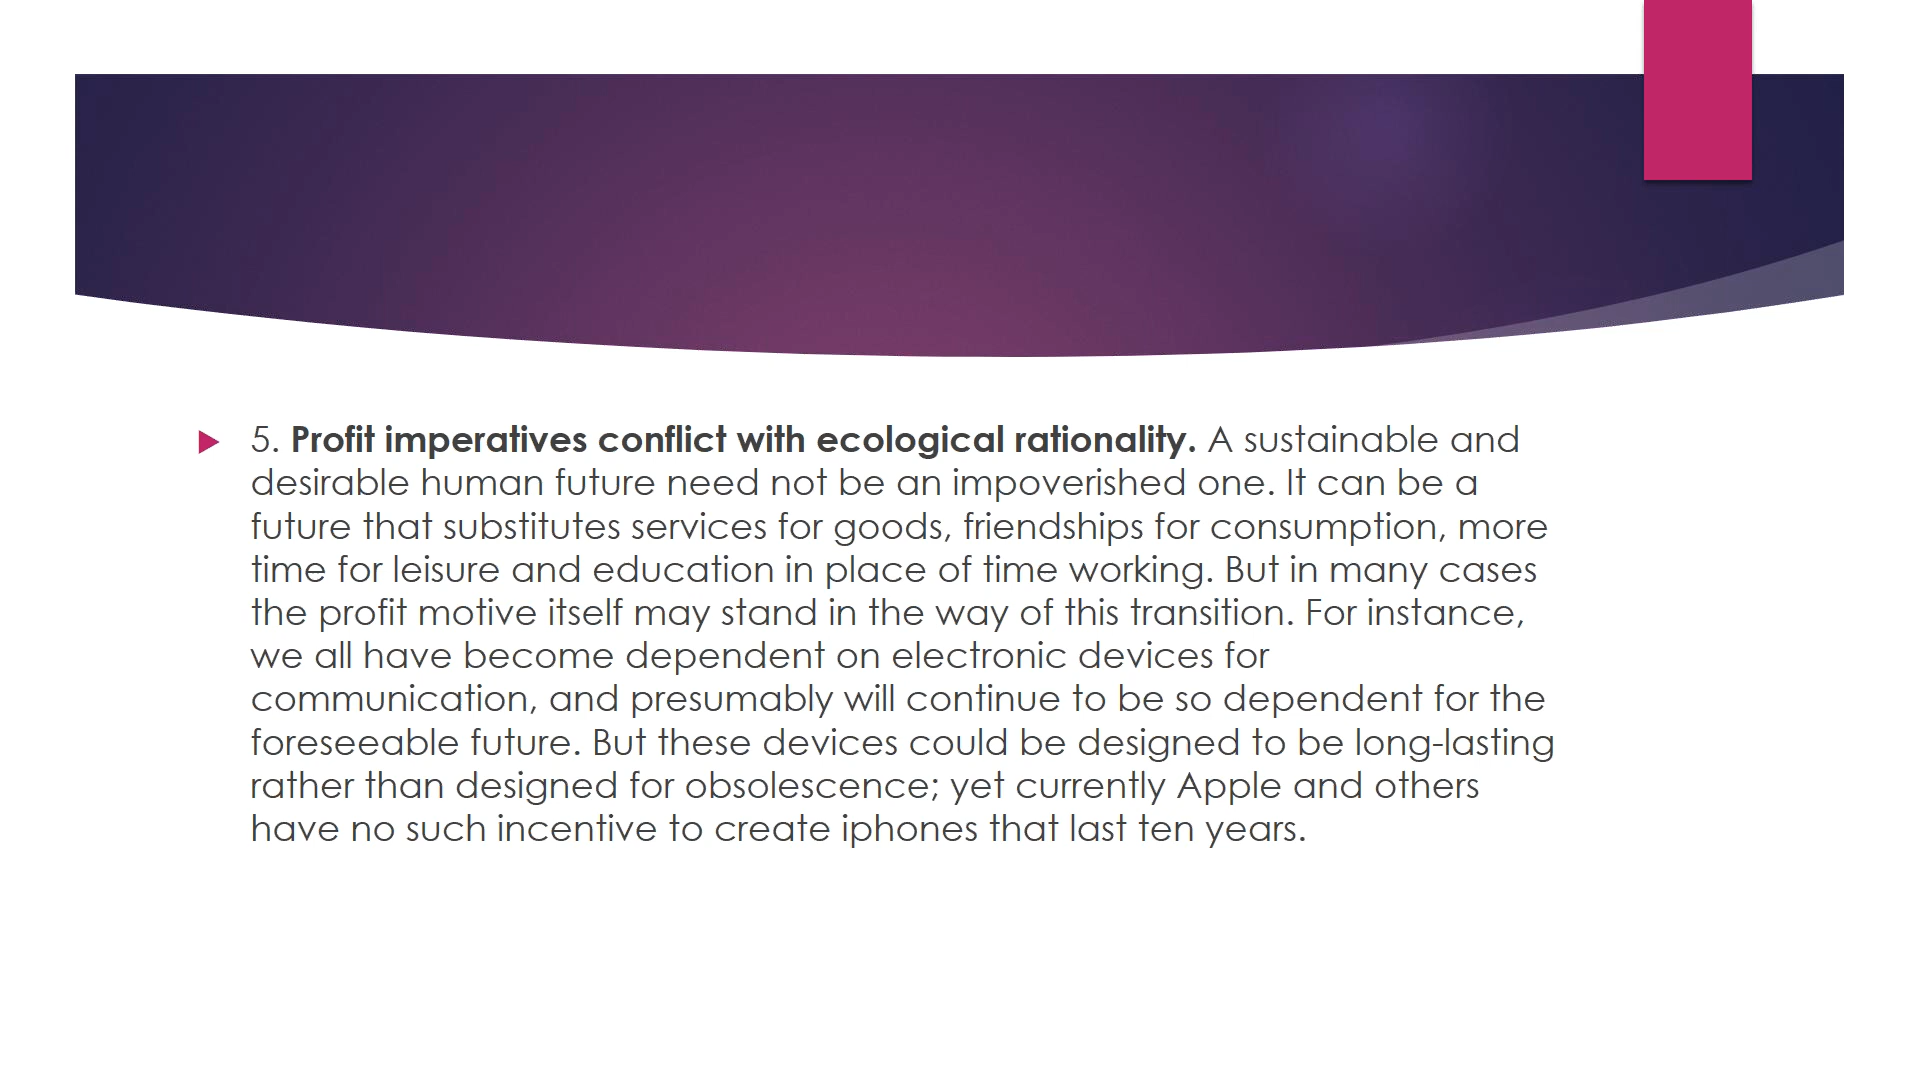 5. Profit imperatives conflict with ecological rationality. A sustainable and
desirable human future need not be an impoverished one. It can be a
future that substitutes services for goods, friendships for consumption, more
time for leisure and education in place of time working. But in many cases
the profit motive itself may stand in the way of this transition. For instance,
we all have become dependent on electronic devices for
communication, and presumably will continue to be so dependent for the
foreseeable future. But these devices could be designed to be long-lasting
rather than designed for obsolescence; yet currently Apple and others
have no such incentive to create iphones that last ten years.